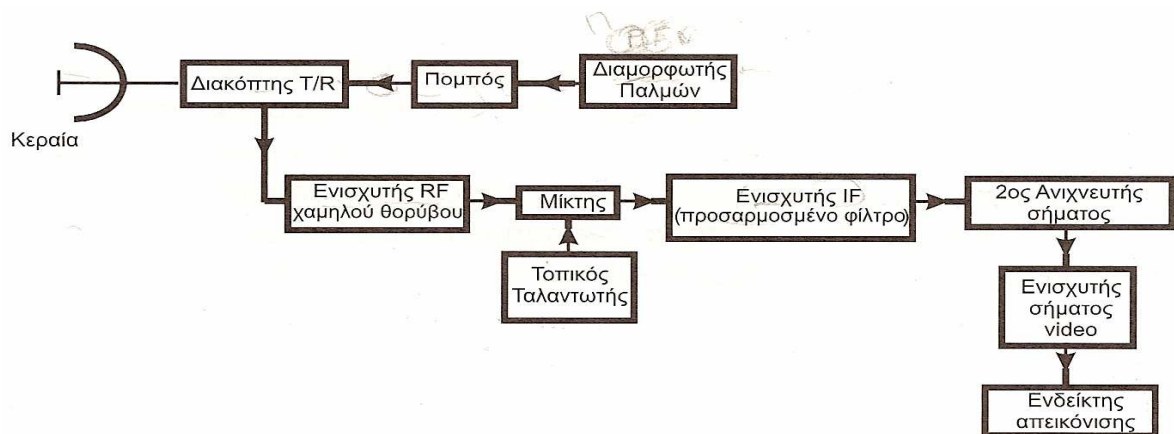 Διακόπτης T/R
Πομπός
Διαμορφωτής
Παλμών
Κεραία
Ενισχυτής RF
χαμηλού θορύβου
Μίκτης
Ενισχυτής IF
(προσαρμοσμένο φίλτρο)
2ος Ανιχνευτής
σήματος
Τοπικός
Ταλαντωτής
Ενισχυτής
σήματος
video
Ενδείκτης
απεικόνισης